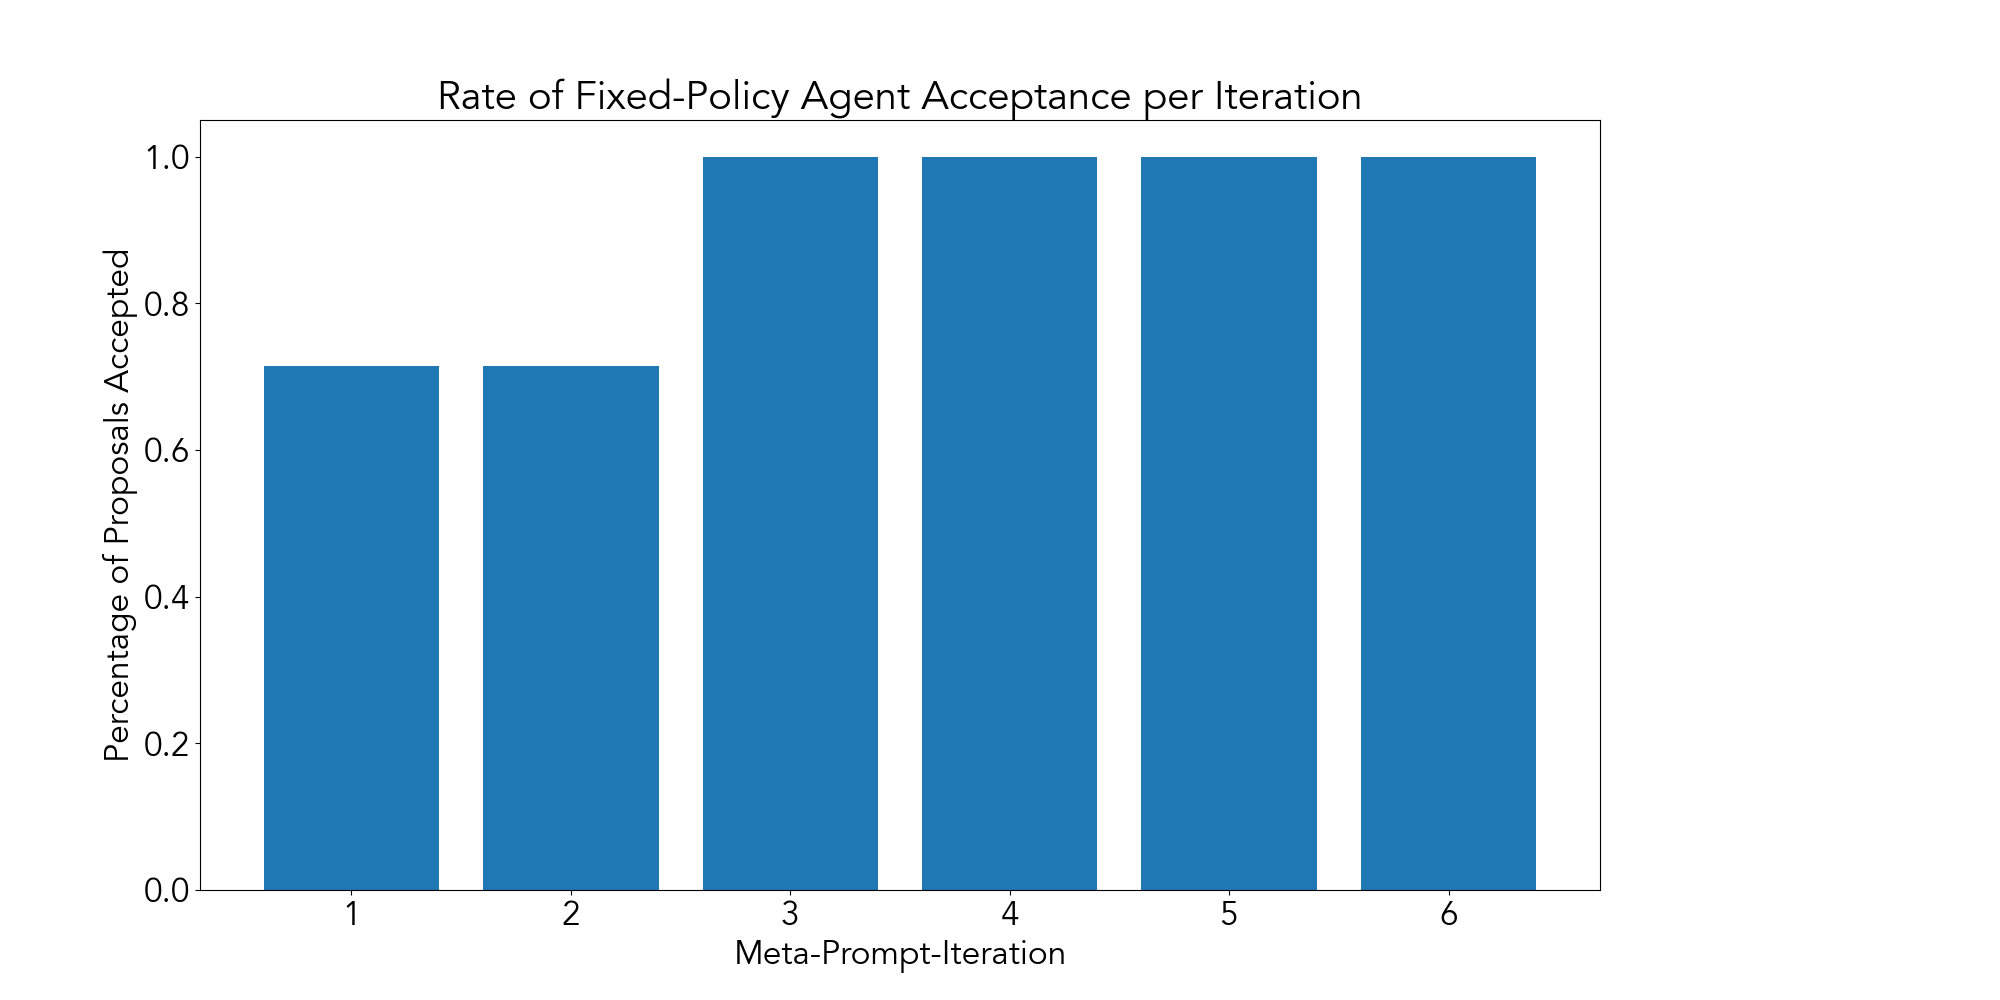 Rate of Fixed-Policy Agent Acceptance per Iteration
Percentage of Proposals Accepted
1.0
0.8
0.6
0.4
0.2
0.0
1 2 3 4 5 6
Meta-Prompt-Iteration